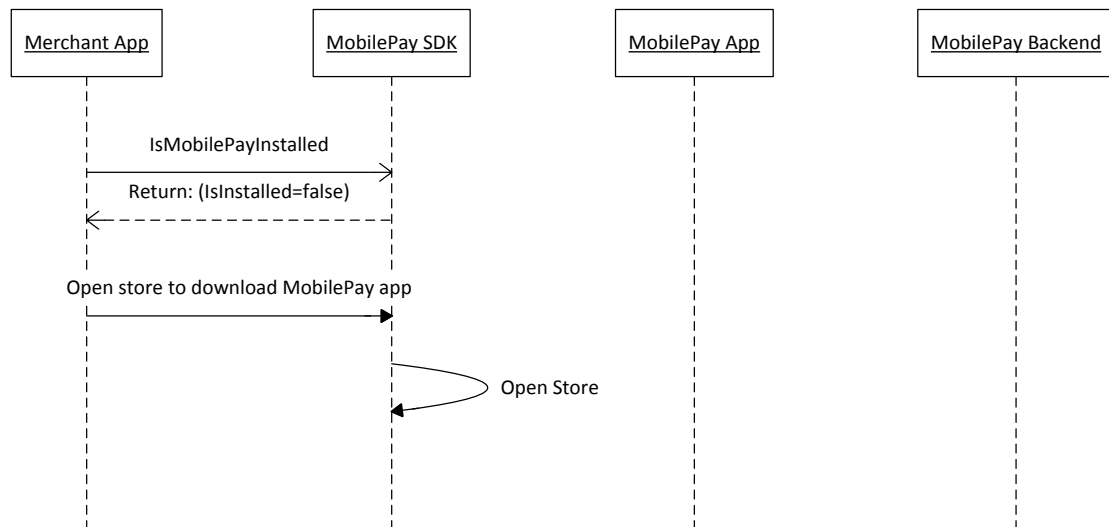 Merchant App
MobilePay SDK
MobilePay App
MobilePay Backend
IsMobilePayInstalled
Return: (IsInstalled=false)
Open store to download MobilePay app
Open Store